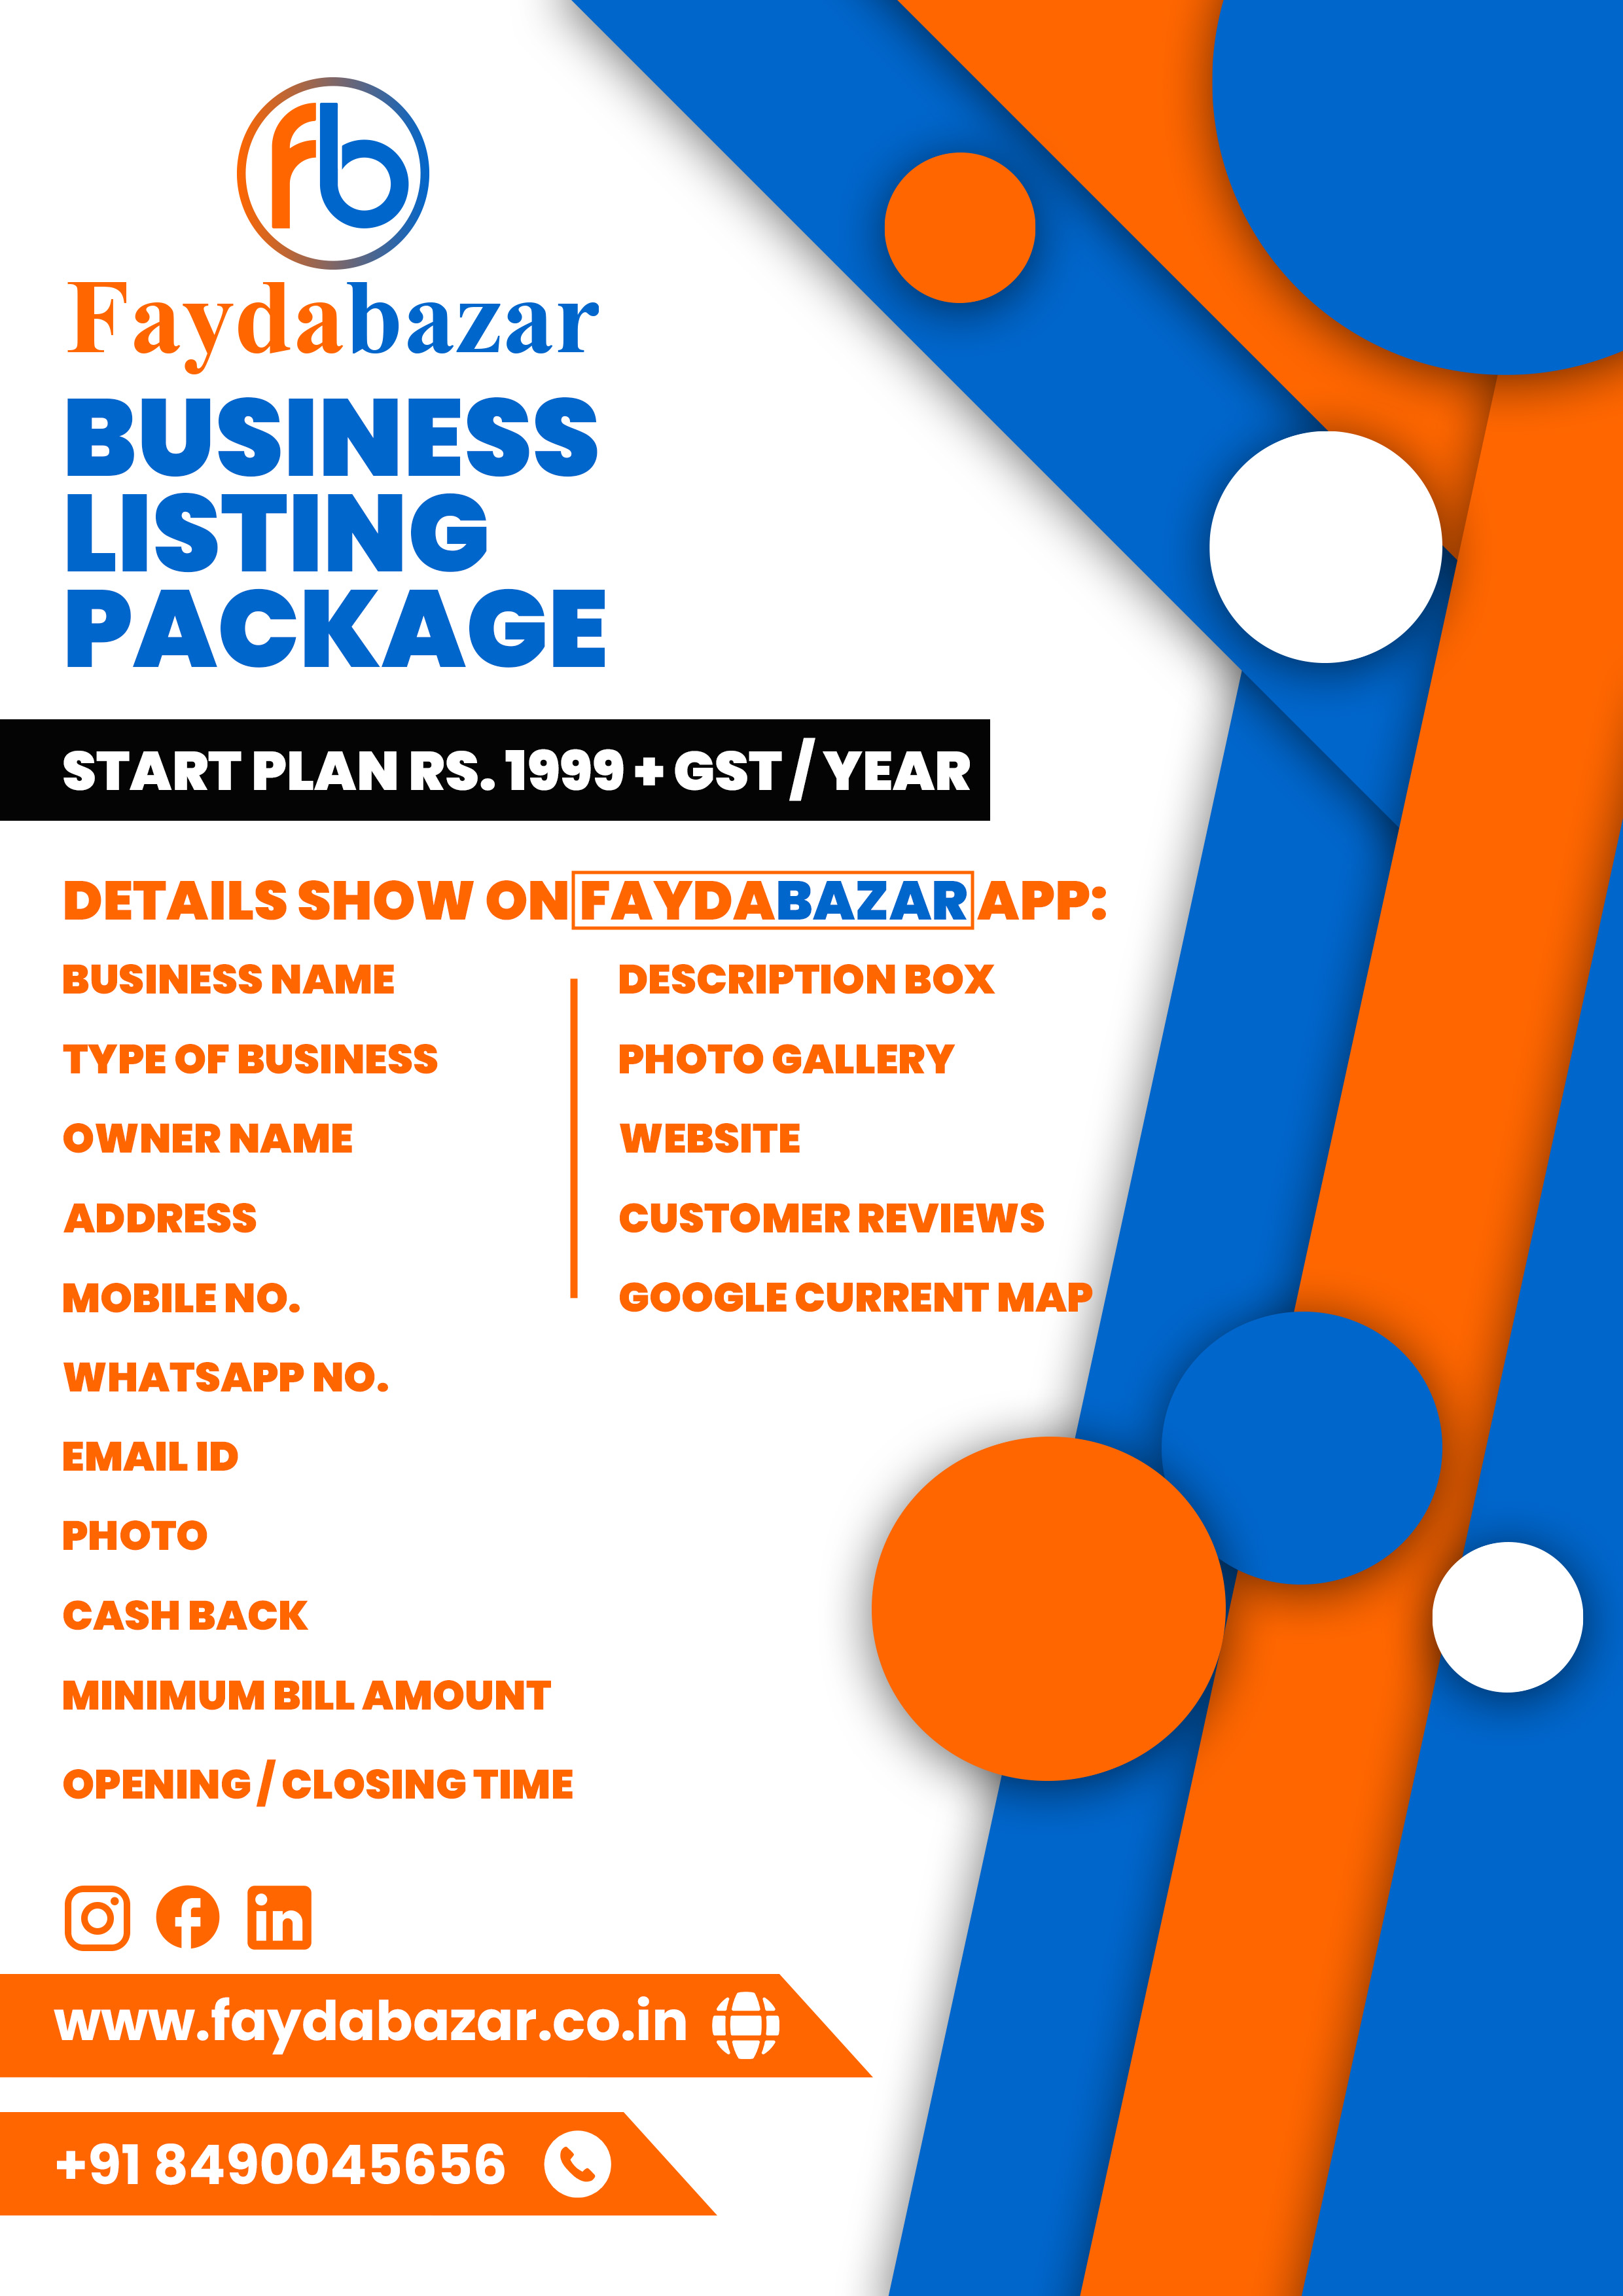 fb
Faydabazar
BUSINESS
LISTING
PACKAGE
START PLAN RS. 1999 + GST / YEAR
DETAILS SHOW ON FAYDABAZAR APP:
BUSINESS NAME
TYPE OF BUSINESS
OWNER NAME
ADDRESS
MOBILE NO.
WHATSAPP NO.
EMAIL ID
PHOTO
CASH BACK
MINIMUM BILL AMOUNT
OPENING / CLOSING TIME
DESCRIPTION BOX
PHOTO GALLERY
WEBSITE
CUSTOMER REVIEWS
GOOGLE CURRENT MAP
www.faydabazar.co.in
+91 8490045656